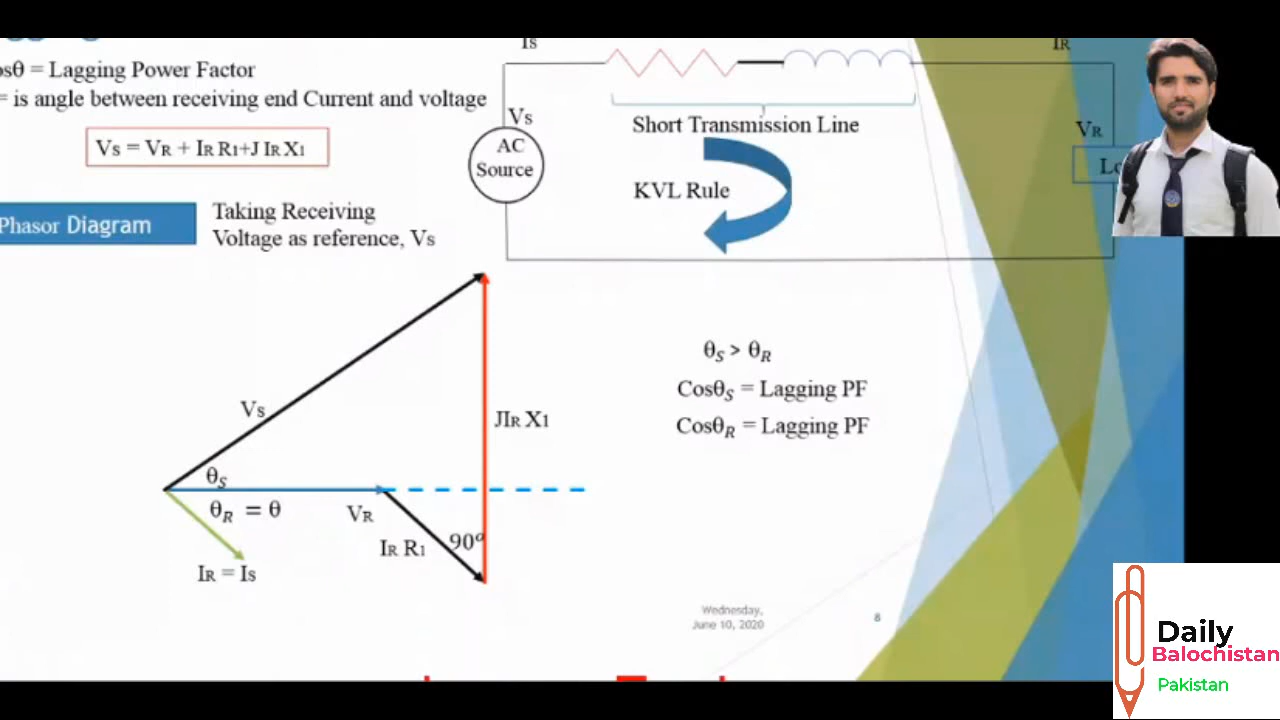 Is
IR
osθ = Lagging Power Factor
= is angle between receiving end Current and voltage
Vs = VR + IR R1+J IR X1
Vs
AC
Source
Short Transmission Line
KVL Rule
VR
Lo
Phasor Diagram
Taking Receiving
Voltage as reference, Vs
Vs
θS
θR = θ
VR
IR R1
90°
JIR X1
IR = Is
θS > θR
CosθS = Lagging PF
CosθR = Lagging PF
Wednesday,
June 10, 2020
8
Daily
Balochistan
Pakistan